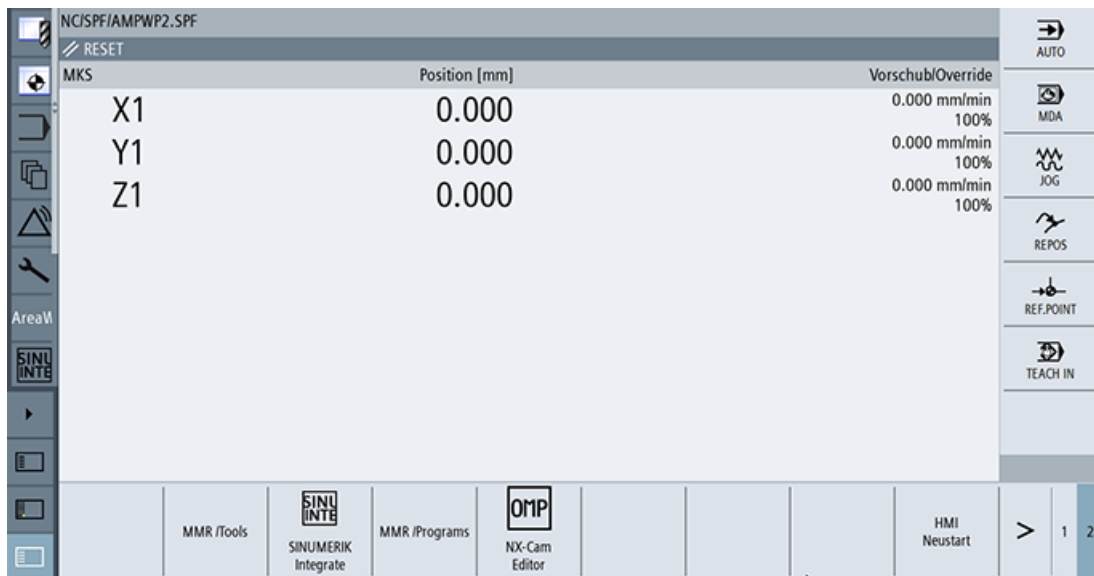 NC/SPF/AMPWP2.SPF
RESET
MKS Position [mm] Vorschub/Override
X1 0.000 0.000 mm/min
100%
Y1 0.000 0.000 mm/min
100%
Z1 0.000 0.000 mm/min
100%
AreaW
SINU
INTE
AUTO
MDA
JOG
REPOS
REF.POINT
TEACH IN
MMR /Tools
SINU
INTE
SINUMERIK
Integrate
MMR /Programs
OMP
NX-Cam
Editor
HMI
Neustart
> 1 2